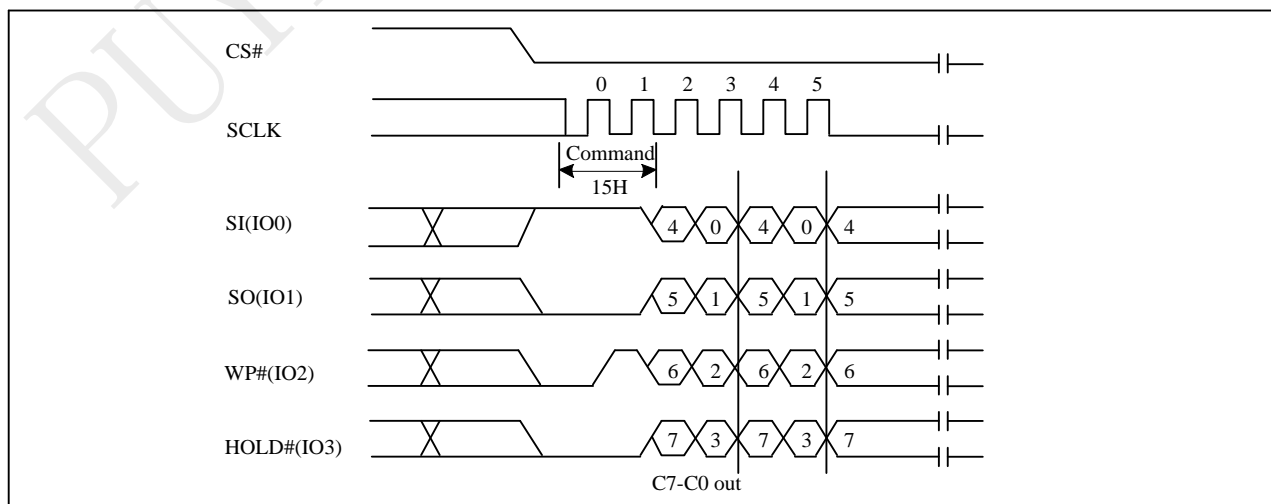 PUY
CS#
0 1 2 3 4 5
SCLK
Command
15H
SI(IO0) 4 0 4 0 4
SO(IO1) 5 1 5 1 5
WP#(IO2) 6 2 6 2 6
HOLD#(IO3) 7 3 7 3 7
C7-C0 out